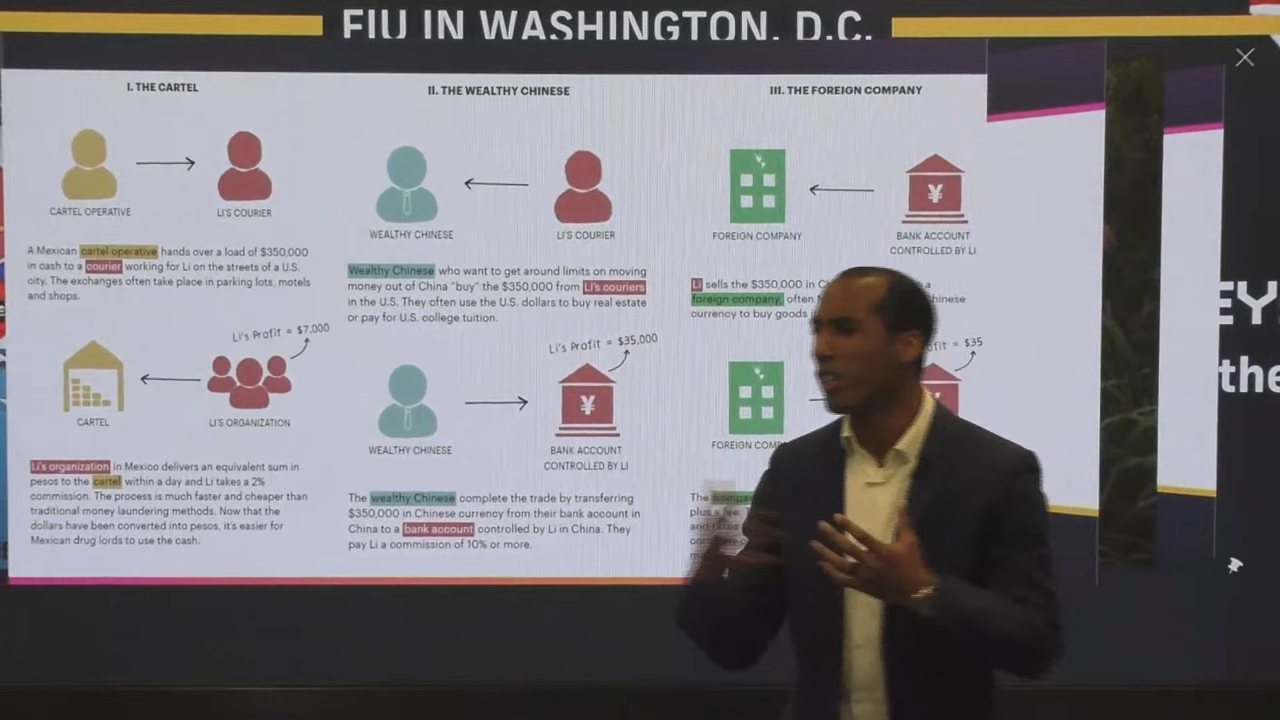 FIU IN WASHINGTON, D.C.
I. THE CARTEL
CARTEL OPERATIVE
LI'S COURIER
A Mexican cartel operative hands over a load of $350,000
in cash to a courier working for Li on the streets of a U.S.
city. The exchanges often take place in parking lots, motels
and shops.
Li's Profit = $7,000
CARTEL
LI'S ORGANIZATION
Li's organization in Mexico delivers an equivalent sum in
pesos to the cartel within a day and Li takes a 2%
commission. The process is much faster and cheaper than
traditional money laundering methods. Now that the
dollars have been converted into pesos, it's easier for
Mexican drug lords to use the cash.
II. THE WEALTHY CHINESE
WEALTHY CHINESE
LI'S COURIER
Wealthy Chinese who want to get around limits on moving
money out of China "buy" the $350,000 from Li's couriers
in the U.S. They often use the U.S. dollars to buy real estate
or pay for U.S. college tuition.
Li's Profit = $35,000
¥
WEALTHY CHINESE
BANK ACCOUNT
CONTROLLED BY LI
The wealthy Chinese complete the trade by transferring
$350,000 in Chinese currency from their bank account in
China to a bank account controlled by Li in China. They
pay Li a commission of 10% or more.
III. THE FOREIGN COMPANY
¥
FOREIGN COMPANY
BANK ACCOUNT
CONTROLLED BY LI
Li sells the $350,000 in a
foreign company, often
currency to buy goods
= $35
FOREIGN
The
plus a fee.
EY
the